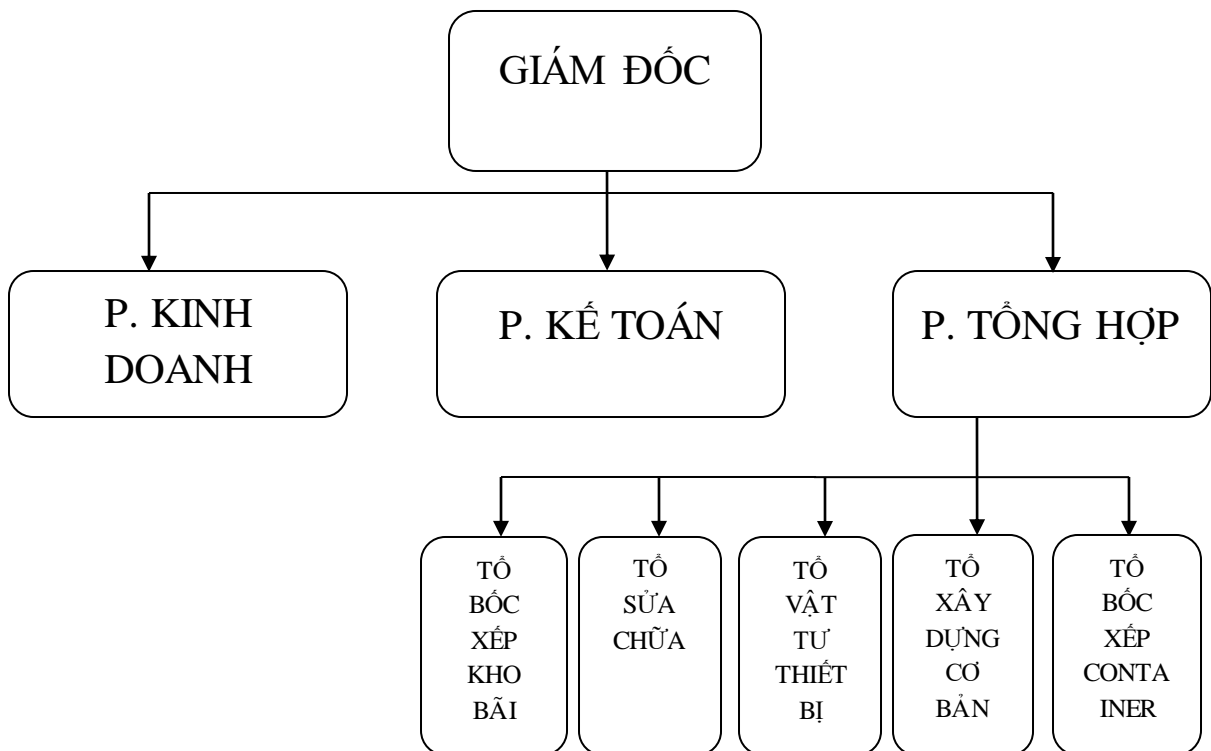 GIÁM ĐỐC
P. KINH
DOANH
P. KẾ TOÁN
P. TỔNG HỢP
TỔ
BỐC
XẾP
KHO
BÃI
TỔ
SỬA
CHỮA
TỔ
VẬT
TƯ
THIẾT
BỊ
TỔ
XÂY
DỰNG
CƠ
BẢN
TỔ
BỐC
XẾP
CONTA
INER